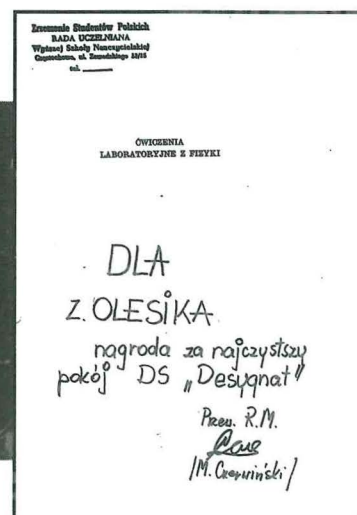 Zrzeszenie Studentów Polskich
RADA UCZELNIANA
Wyższej Szkoły Nauczycielskiej
Częstochowa, ul. Zawadzkiego 13/15
tel.
ĆWICZENIA
LABORATORYJNE Z FIZYKI
DLA
Z. OLESIKA
nagroda za najczystszy
pokój DS „Desygnat"
Przew. R.M.
/M. Czerwiński/